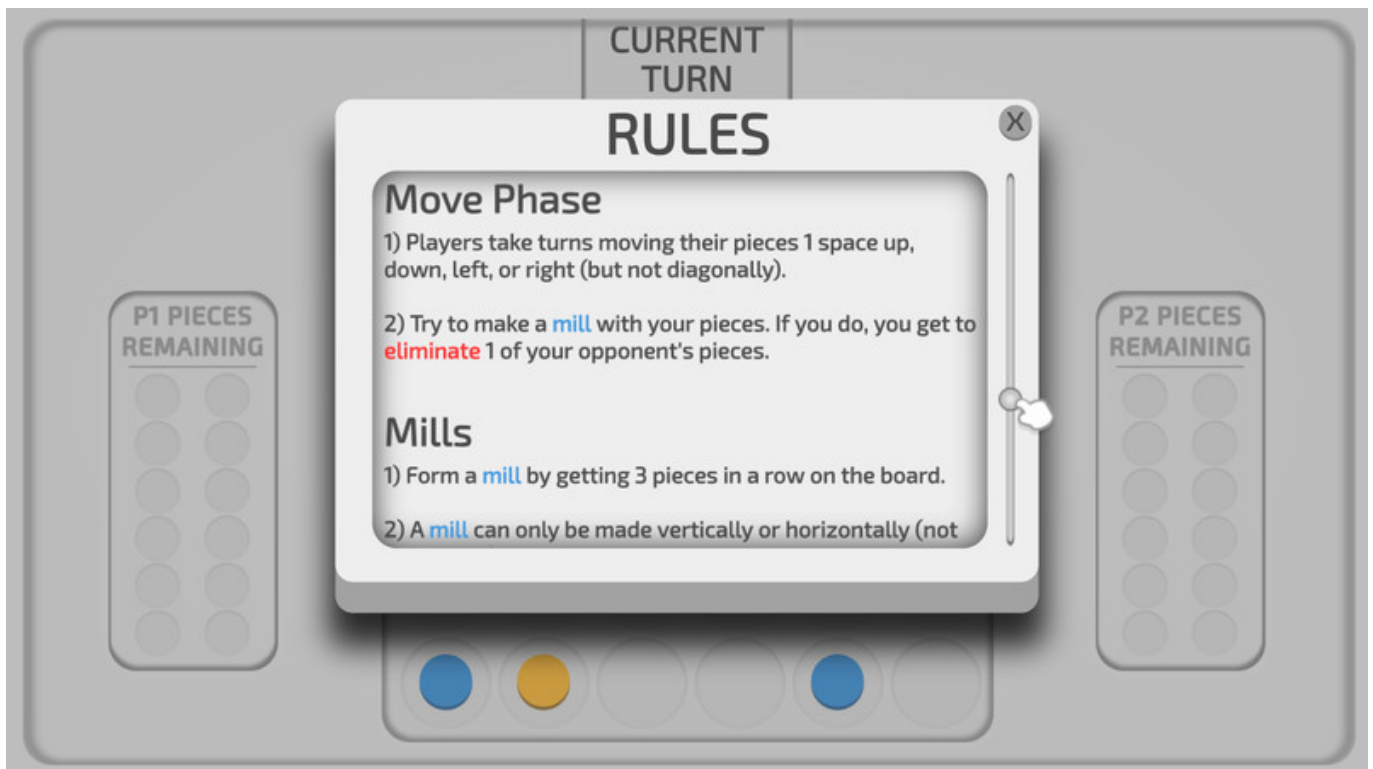 CURRENT
TURN
RULES
X
Move Phase
1) Players take turns moving their pieces 1 space up,
down, left, or right (but not diagonally).
2) Try to make a mill with your pieces. If you do, you get to
eliminate 1 of your opponent's pieces.
Mills
1) Form a mill by getting 3 pieces in a row on the board.
2) A mill can only be made vertically or horizontally (not
P1 PIECES
REMAINING
P2 PIECES
REMAINING